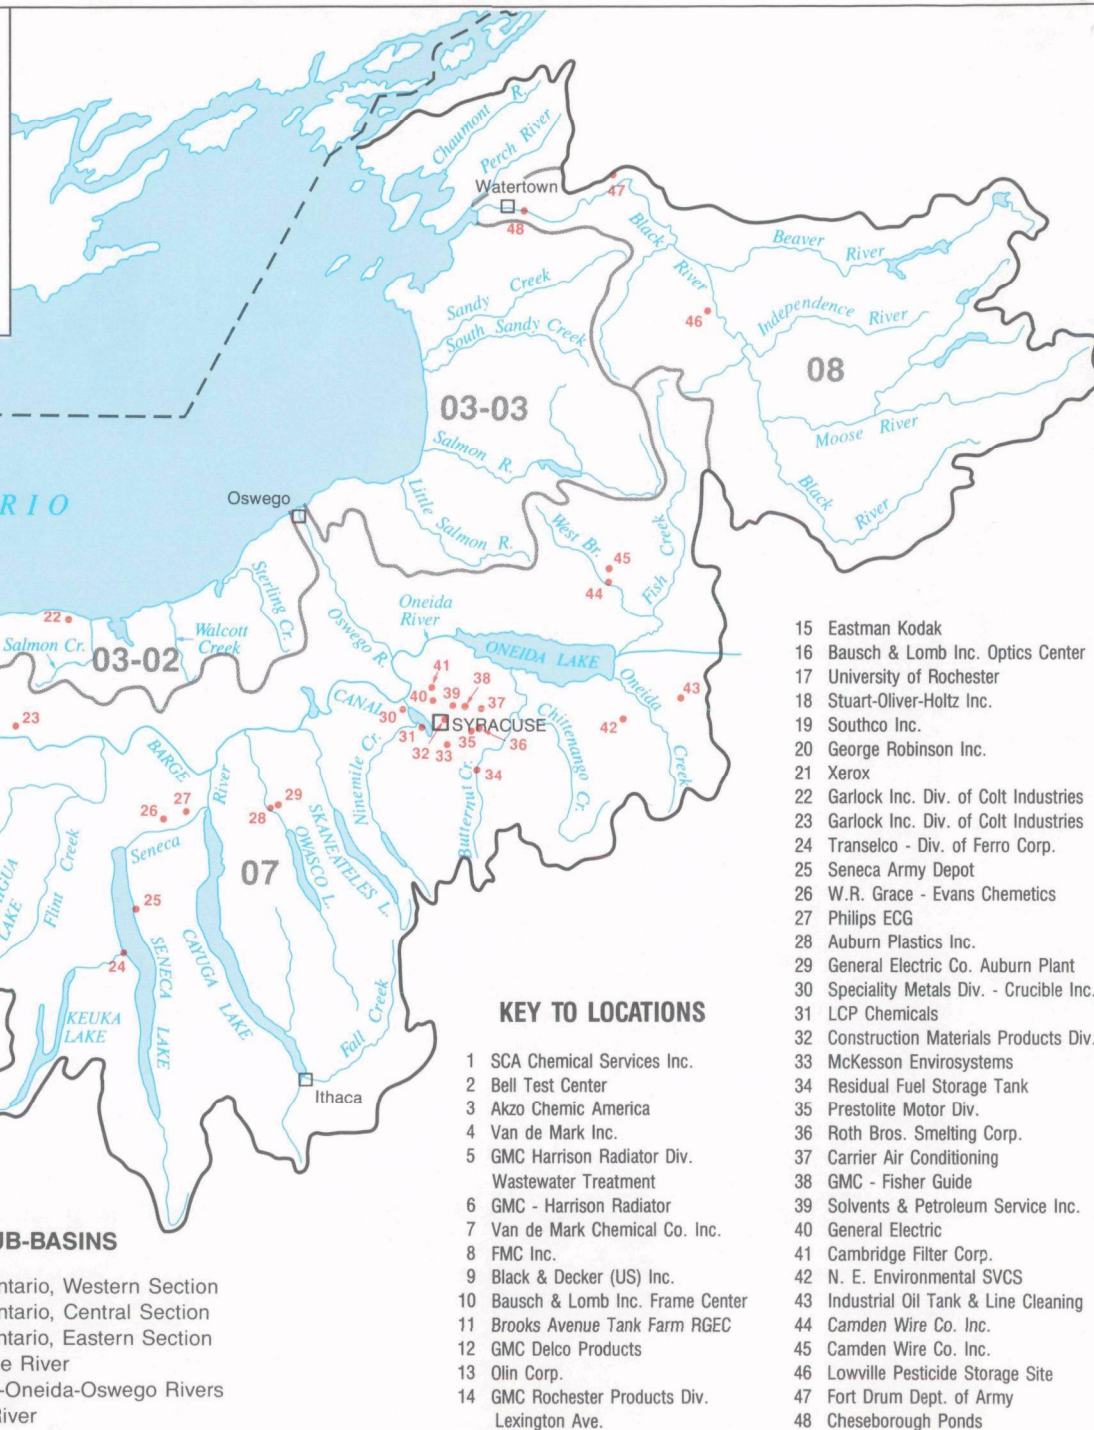 Chaumont R.
Perch River
Watertown
47
48
Black River
Beaver River
Sandy Creek
South Sandy Creek
46
Independence River
08
03-03
Moose River
Salmon R.
Black River
RIO
Oswego
Little Salmon R.
West Br.
Fish Creek
45
44
Sterling Cr.
Oneida
River
22
Salmon Cr.
Walcott
Creek
03-02
Oswego R.
ONEIDA LAKE
Oneida Creek
41
38
40
39
37
43
CANAL
30
23
31
SYRACUSE
42
32
33
35
36
34
Chittenango Cr.
Ninemile Cr.
Butternut Cr.
BARGE
River
29
28
27
26
SKANEATELES L.
OWASCO L.
Seneca
Flint Creek
07
IGUA
LAKE
25
24
SENECA LAKE
CAYUGA LAKE
KEUKA
LAKE
Fall Creek
Ithaca
KEY TO LOCATIONS
1 SCA Chemical Services Inc.
2 Bell Test Center
3 Akzo Chemic America
4 Van de Mark Inc.
5 GMC Harrison Radiator Div.
Wastewater Treatment
6 GMC - Harrison Radiator
7 Van de Mark Chemical Co. Inc.
8 FMC Inc.
9 Black & Decker (US) Inc.
10 Bausch & Lomb Inc. Frame Center
11 Brooks Avenue Tank Farm RGEC
12 GMC Delco Products
13 Olin Corp.
14 GMC Rochester Products Div.
Lexington Ave.
15 Eastman Kodak
16 Bausch & Lomb Inc. Optics Center
17 University of Rochester
18 Stuart-Oliver-Holtz Inc.
19 Southco Inc.
20 George Robinson Inc.
21 Xerox
22 Garlock Inc. Div. of Colt Industries
23 Garlock Inc. Div. of Colt Industries
24 Transelco - Div. of Ferro Corp.
25 Seneca Army Depot
26 W.R. Grace - Evans Chemetics
27 Philips ECG
28 Auburn Plastics Inc.
29 General Electric Co. Auburn Plant
30 Speciality Metals Div. - Crucible Inc.
31 LCP Chemicals
32 Construction Materials Products Div.
33 McKesson Envirosystems
34 Residual Fuel Storage Tank
35 Prestolite Motor Div.
36 Roth Bros. Smelting Corp.
37 Carrier Air Conditioning
38 GMC - Fisher Guide
39 Solvents & Petroleum Service Inc.
40 General Electric
41 Cambridge Filter Corp.
42 N. E. Environmental SVCS
43 Industrial Oil Tank & Line Cleaning
44 Camden Wire Co. Inc.
45 Camden Wire Co. Inc.
46 Lowville Pesticide Storage Site
47 Fort Drum Dept. of Army
48 Cheseborough Ponds
UB-BASINS
ntario, Western Section
ntario, Central Section
ntario, Eastern Section
e River
-Oneida-Oswego Rivers
River